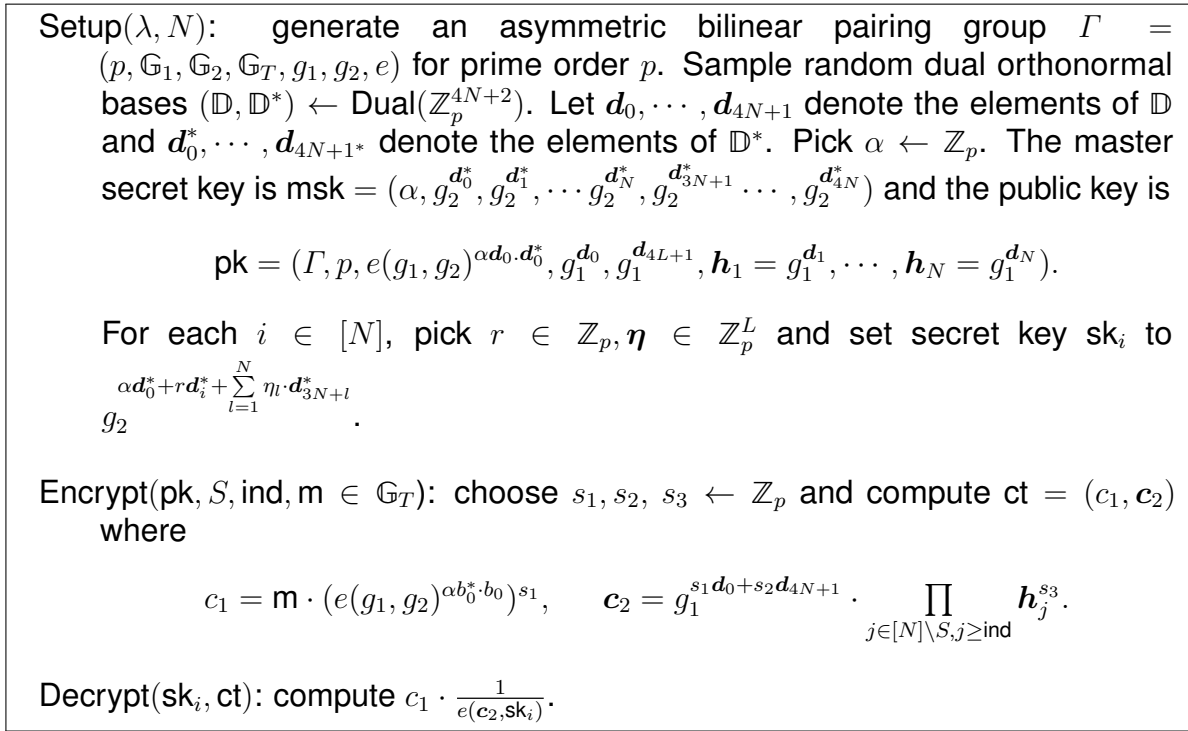 Setup(λ, N): generate an asymmetric bilinear pairing group Γ =
(p, 𝔾₁, 𝔾₂, 𝔾_T, g₁, g₂, e) for prime order p. Sample random dual orthonormal
bases (𝔻, 𝔻*) ← Dual(ℤ_p^{4N+2}). Let d₀, ⋯ , d_{4N+1} denote the elements of 𝔻
and d₀*, ⋯ , d_{4N+1*} denote the elements of 𝔻*. Pick α ← ℤ_p. The master
secret key is msk = (α, g₂^{d₀*}, g₂^{d₁*}, ⋯ g₂^{d_N*}, g₂^{d_{3N+1}*} ⋯ , g₂^{d_{4N}*}) and the public key is
pk = (Γ, p, e(g₁, g₂)^{αd₀.d₀*}, g₁^{d₀}, g₁^{d_{4L+1}}, h₁ = g₁^{d₁}, ⋯ , h_N = g₁^{d_N}).
For each i ∈ [N], pick r ∈ ℤ_p, η ∈ ℤ_p^L and set secret key sk_i to
g₂^{αd₀*+rd_i*+∑_{l=1}^{N} η_l·d_{3N+l}*}.
Encrypt(pk, S, ind, m ∈ 𝔾_T): choose s₁, s₂, s₃ ← ℤ_p and compute ct = (c₁, c₂)
where
c₁ = m · (e(g₁, g₂)^{αb₀*·b₀})^{s₁}, c₂ = g₁^{s₁d₀+s₂d_{4N+1}} · ∏_{j∈[N]\S,j≥ind} h_j^{s₃}.
Decrypt(sk_i, ct): compute c₁ · 1/e(c₂,sk_i).